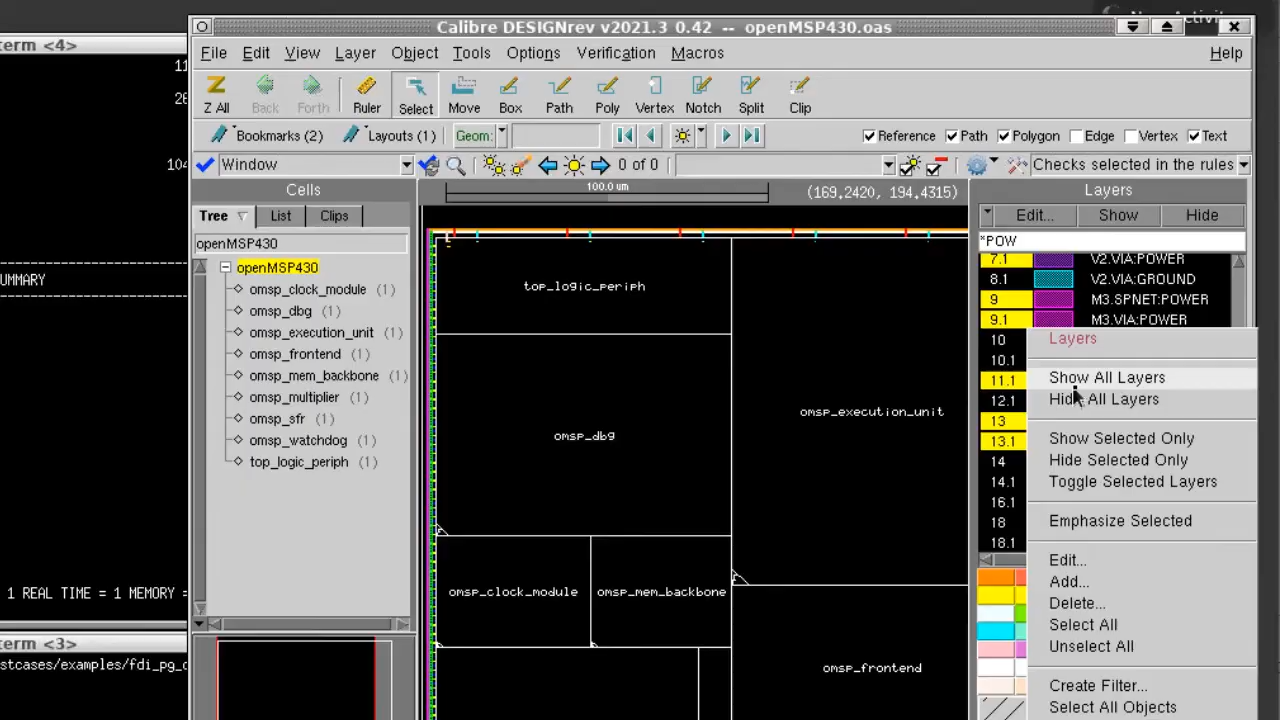 term <4>
Calibre DESIGNrev v2021.3 0.42 -- openMSP430.oas
File Edit View Layer Object Tools Options Verification Macros Help
Z All Back Forth Ruler Select Move Box Path Poly Vertex Notch Split Clip
Bookmarks (2) Layouts (1) Geom: Reference Path Polygon Edge Vertex Text
Window 0 of 0 Checks selected in the rules
Cells 100.0 um (169.2420, 194.4315) Layers
Tree List Clips Edit... Show Hide
openMSP430 *POW
openMSP430
omsp_clock_module (1)
omsp_dbg (1)
omsp_execution_unit (1)
omsp_frontend (1)
omsp_mem_backbone (1)
omsp_multiplier (1)
omsp_sfr (1)
omsp_watchdog (1)
top_logic_periph (1)
top_logic_periph
omsp_dbg
omsp_execution_unit
omsp_clock_module
omsp_mem_backbone
omsp_frontend
7.1 V2.VIA:POWER
8.1 V2.VIA:GROUND
9 M3.SPNET:POWER
9.1 M3.VIA:POWER
10
10.1
11.1
12.1
13
13.1
14
14.1
16.1
18
18.1
Layers
Show All Layers
Hide All Layers
Show Selected Only
Hide Selected Only
Toggle Selected Layers
Emphasize Selected
Edit...
Add...
Delete...
Select All
Unselect All
Create Filter...
Select All Objects
UMMARY
1 REAL TIME = 1 MEMORY =
term <3>